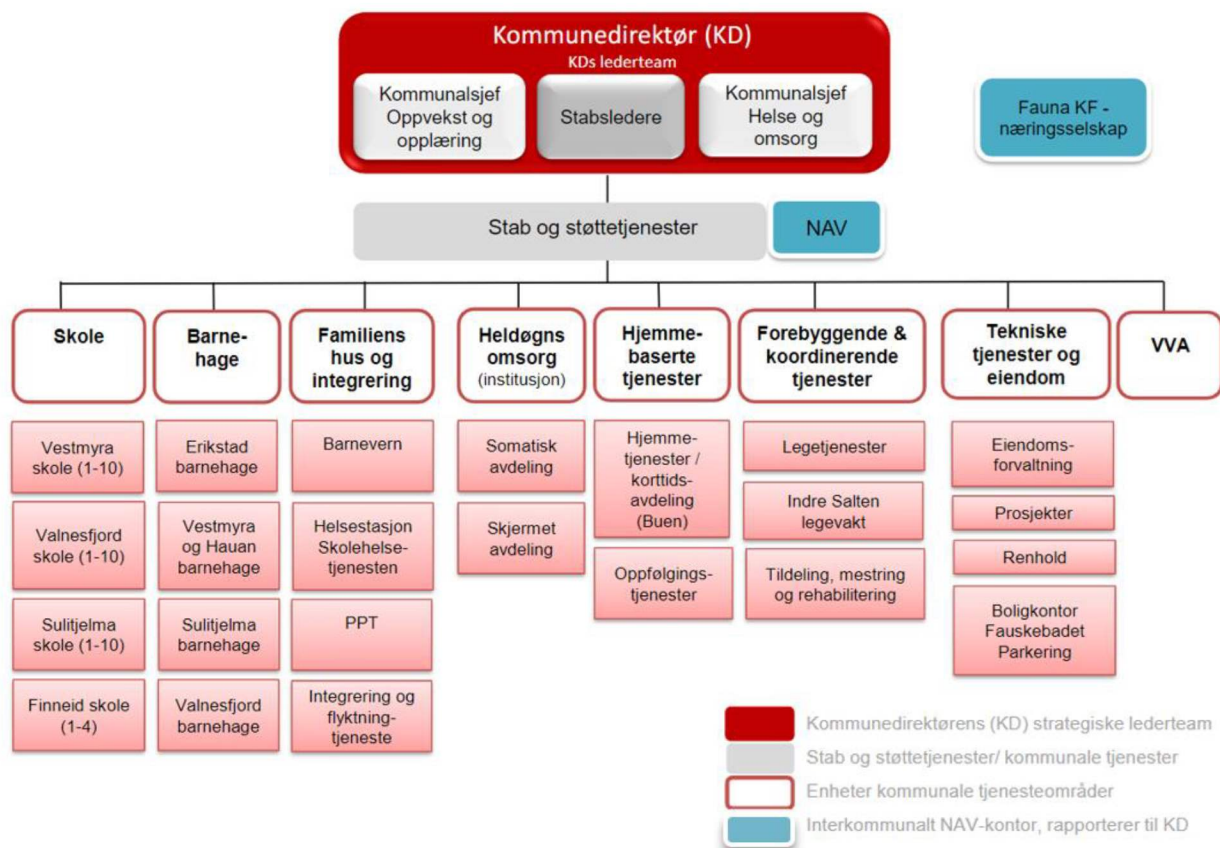 Kommunedirektør (KD)
KDs lederteam
Kommunalsjef
Oppvekst og
opplæring
Stabsledere
Kommunalsjef
Helse og
omsorg
Fauna KF -
næringsselskap
Stab og støttetjenester
NAV
Skole
Barne-
hage
Familiens
hus og
integrering
Heldøgns
omsorg
(institusjon)
Hjemme-
baserte
tjenester
Forebyggende &
koordinerende
tjenester
Tekniske
tjenester og
eiendom
VVA
Vestmyra
skole (1-10)
Valnesfjord
skole (1-10)
Sulitjelma
skole (1-10)
Finneid skole
(1-4)
Erikstad
barnehage
Vestmyra
og Hauan
barnehage
Sulitjelma
barnehage
Valnesfjord
barnehage
Barnevern
Helsestasjon
Skolehelse-
tjenesten
PPT
Integrering og
flyktning-
tjeneste
Somatisk
avdeling
Skjermet
avdeling
Hjemme-
tjenester /
korttids-
avdeling
(Buen)
Oppfølgings-
tjenester
Legetjenester
Indre Salten
legevakt
Tildeling, mestring
og rehabilitering
Eiendoms-
forvaltning
Prosjekter
Renhold
Boligkontor
Fauskebadet
Parkering
Kommunedirektørens (KD) strategiske lederteam
Stab og støttetjenester/ kommunale tjenester
Enheter kommunale tjenesteområder
Interkommunalt NAV-kontor, rapporterer til KD